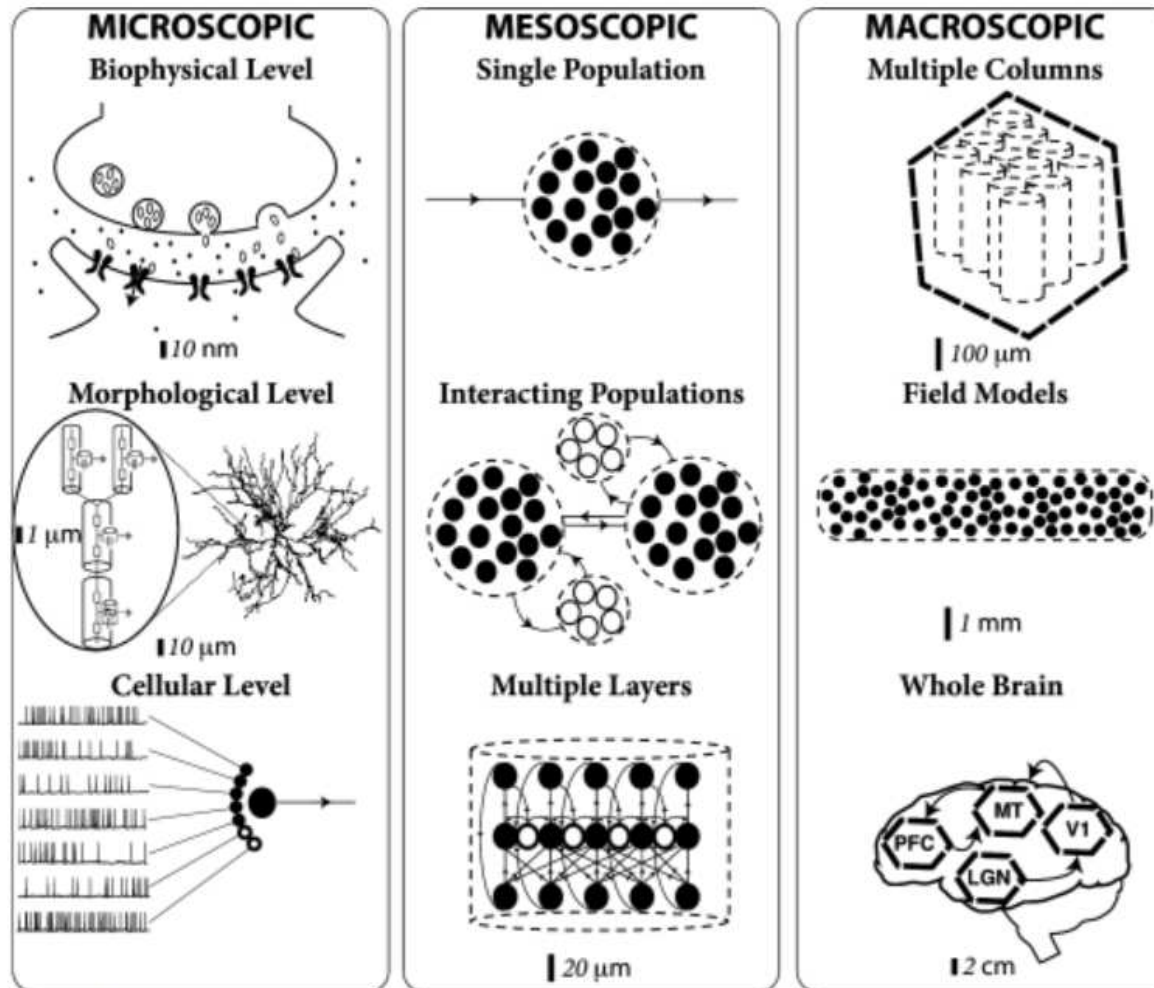 MICROSCOPIC
Biophysical Level
10 nm
Morphological Level
1 μm
10 μm
Cellular Level
MESOSCOPIC
Single Population
Interacting Populations
Multiple Layers
20 μm
MACROSCOPIC
Multiple Columns
100 μm
Field Models
1 mm
Whole Brain
MT
PFC
V1
LGN
2 cm